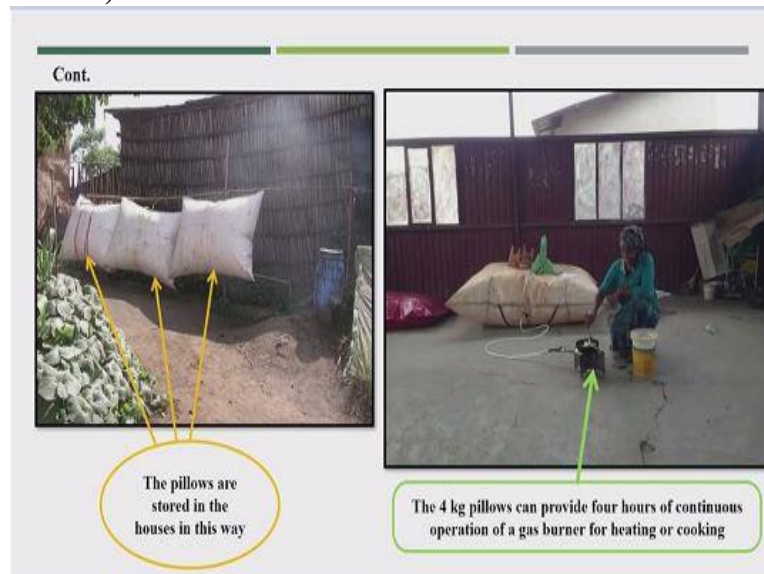 Cont.
The pillows are
stored in the
houses in this way
The 4 kg pillows can provide four hours of continuous
operation of a gas burner for heating or cooking